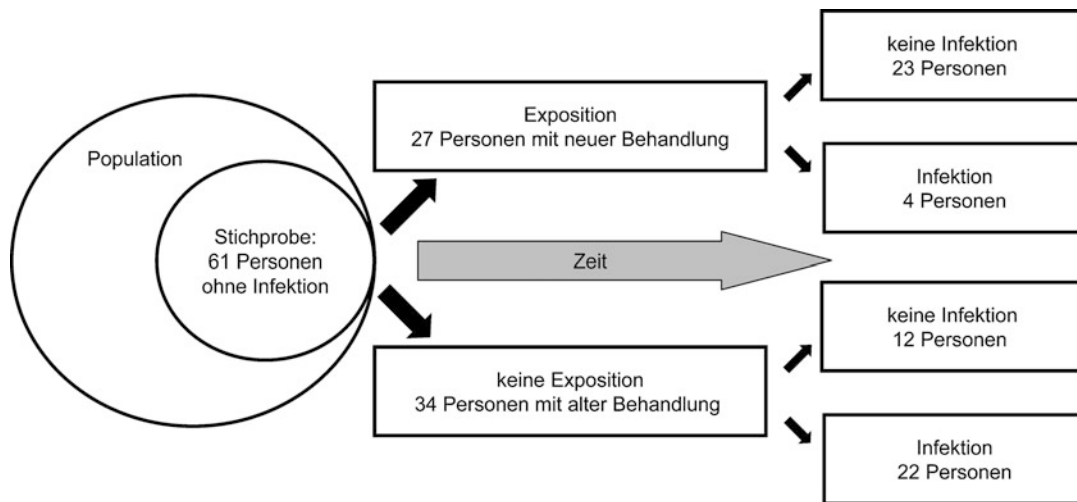 Population
Stichprobe:
61 Personen
ohne Infektion
Exposition
27 Personen mit neuer Behandlung
keine Infektion
23 Personen
Infektion
4 Personen
Zeit
keine Exposition
34 Personen mit alter Behandlung
keine Infektion
12 Personen
Infektion
22 Personen